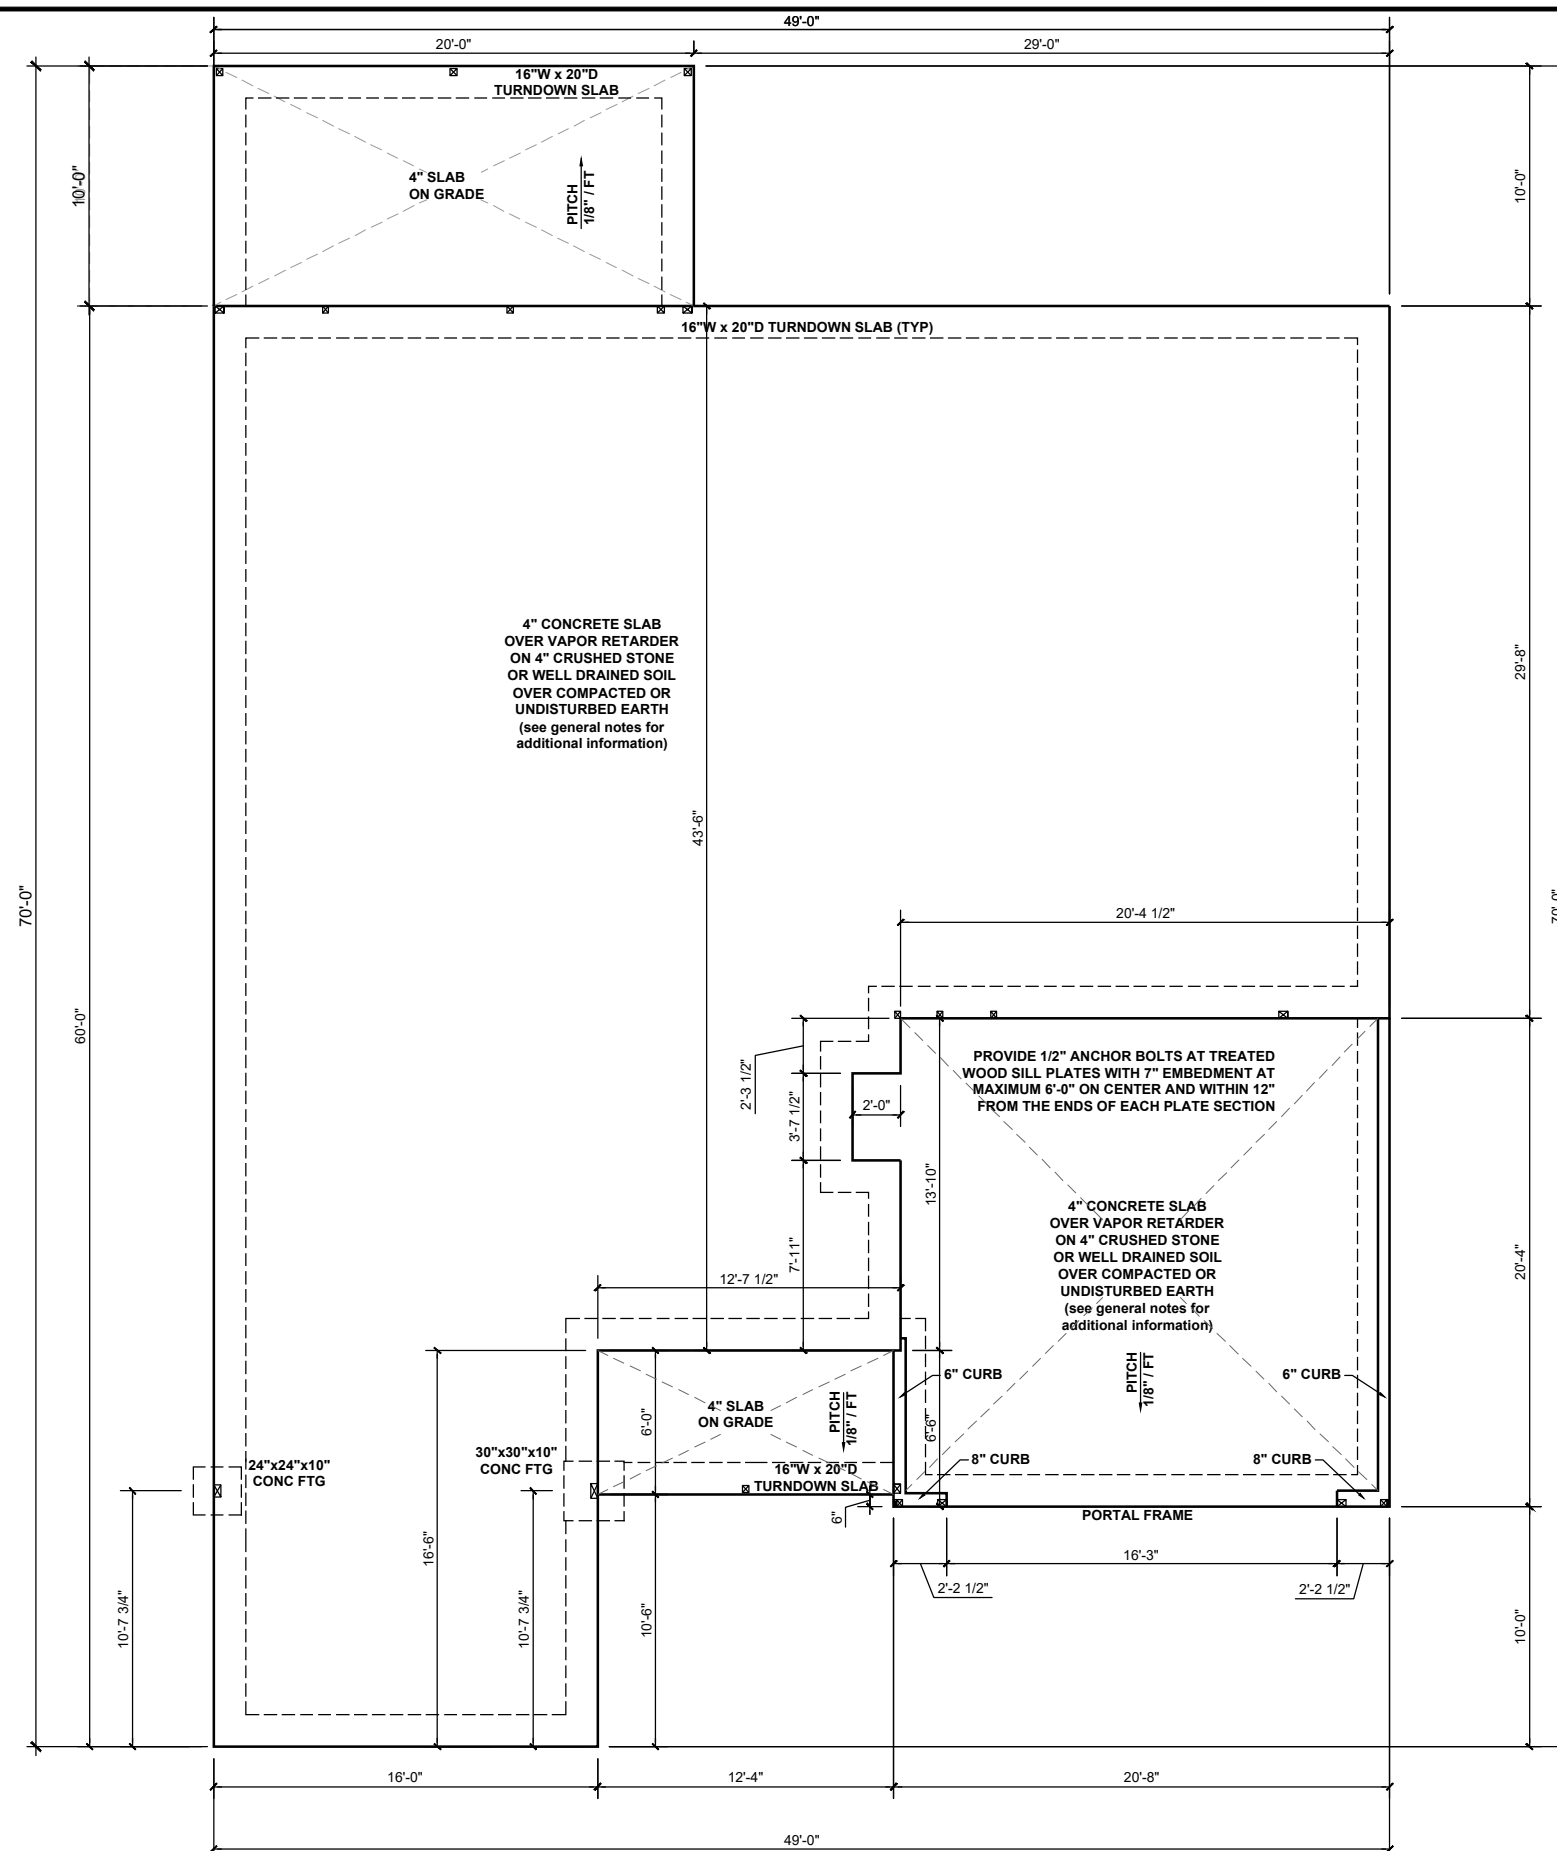 49'-0"
20'-0"
29'-0"
16"W x 20"D
TURNDOWN SLAB
10'-0"
4" SLAB
ON GRADE
PITCH
1/8" / FT
10'-0"
16"W x 20"D TURNDOWN SLAB (TYP)
4" CONCRETE SLAB
OVER VAPOR RETARDER
ON 4" CRUSHED STONE
OR WELL DRAINED SOIL
OVER COMPACTED OR
UNDISTURBED EARTH
(see general notes for
additional information)
29'-8"
43'-6"
70'-0"
70'-0"
20'-4 1/2"
60'-0"
PROVIDE 1/2" ANCHOR BOLTS AT TREATED
WOOD SILL PLATES WITH 7" EMBEDMENT AT
MAXIMUM 6'-0" ON CENTER AND WITHIN 12"
FROM THE ENDS OF EACH PLATE SECTION
2'-3 1/2"
3'-7 1/2"
2'-0"
13'-10"
4" CONCRETE SLAB
OVER VAPOR RETARDER
ON 4" CRUSHED STONE
OR WELL DRAINED SOIL
OVER COMPACTED OR
UNDISTURBED EARTH
(see general notes for
additional information)
7'-11"
20'-4"
12'-7 1/2"
PITCH
1/8" / FT
6" CURB
6" CURB
4" SLAB
ON GRADE
PITCH
1/8" / FT
6'-0"
6'-6"
30"x30"x10"
CONC FTG
24"x24"x10"
CONC FTG
8" CURB
8" CURB
16"W x 20"D
TURNDOWN SLAB
6"
PORTAL FRAME
16'-6"
16'-3"
2'-2 1/2"
2'-2 1/2"
10'-7 3/4"
10'-7 3/4"
10'-6"
10'-0"
16'-0"
12'-4"
20'-8"
49'-0"